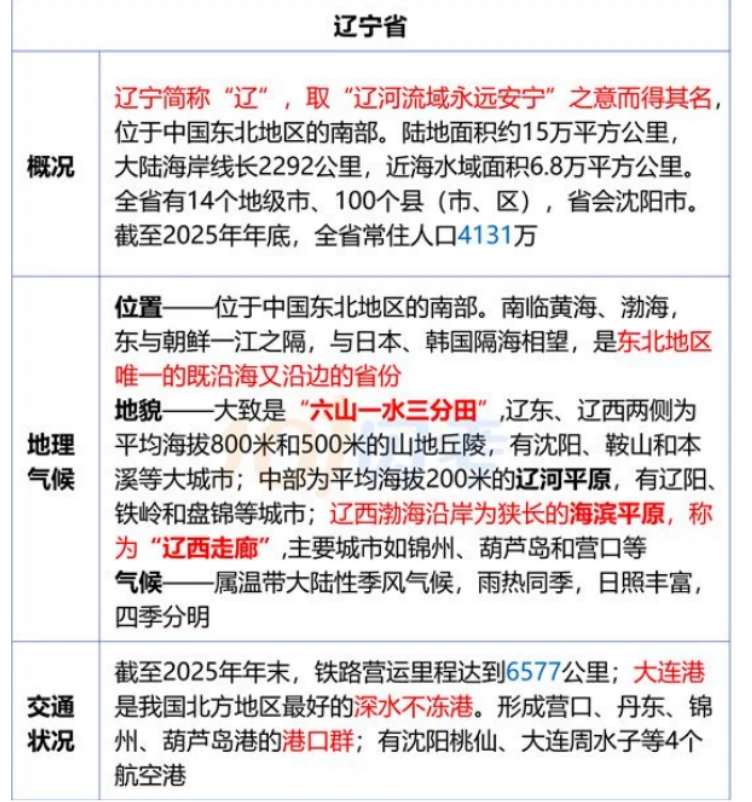 辽宁省
概况
辽宁简称“辽”，取“辽河流域永远安宁”之意而得其名，
位于中国东北地区的南部。陆地面积约15万平方公里，
大陆海岸线长2292公里，近海水域面积6.8万平方公里。
全省有14个地级市、100个县（市、区），省会沈阳市。
截至2025年年底，全省常住人口4131万
地理
气候
位置——位于中国东北地区的南部。南临黄海、渤海，
东与朝鲜一江之隔，与日本、韩国隔海相望，是东北地区
唯一的既沿海又沿边的省份
地貌——大致是“六山一水三分田”,辽东、辽西两侧为
平均海拔800米和500米的山地丘陵，有沈阳、鞍山和本
溪等大城市；中部为平均海拔200米的辽河平原，有辽阳、
铁岭和盘锦等城市；辽西渤海沿岸为狭长的海滨平原，称
为“辽西走廊”,主要城市如锦州、葫芦岛和营口等
气候——属温带大陆性季风气候，雨热同季，日照丰富，
四季分明
交通
状况
截至2025年年末，铁路营运里程达到6577公里；大连港
是我国北方地区最好的深水不冻港。形成营口、丹东、锦
州、葫芦岛港的港口群；有沈阳桃仙、大连周水子等4个
航空港